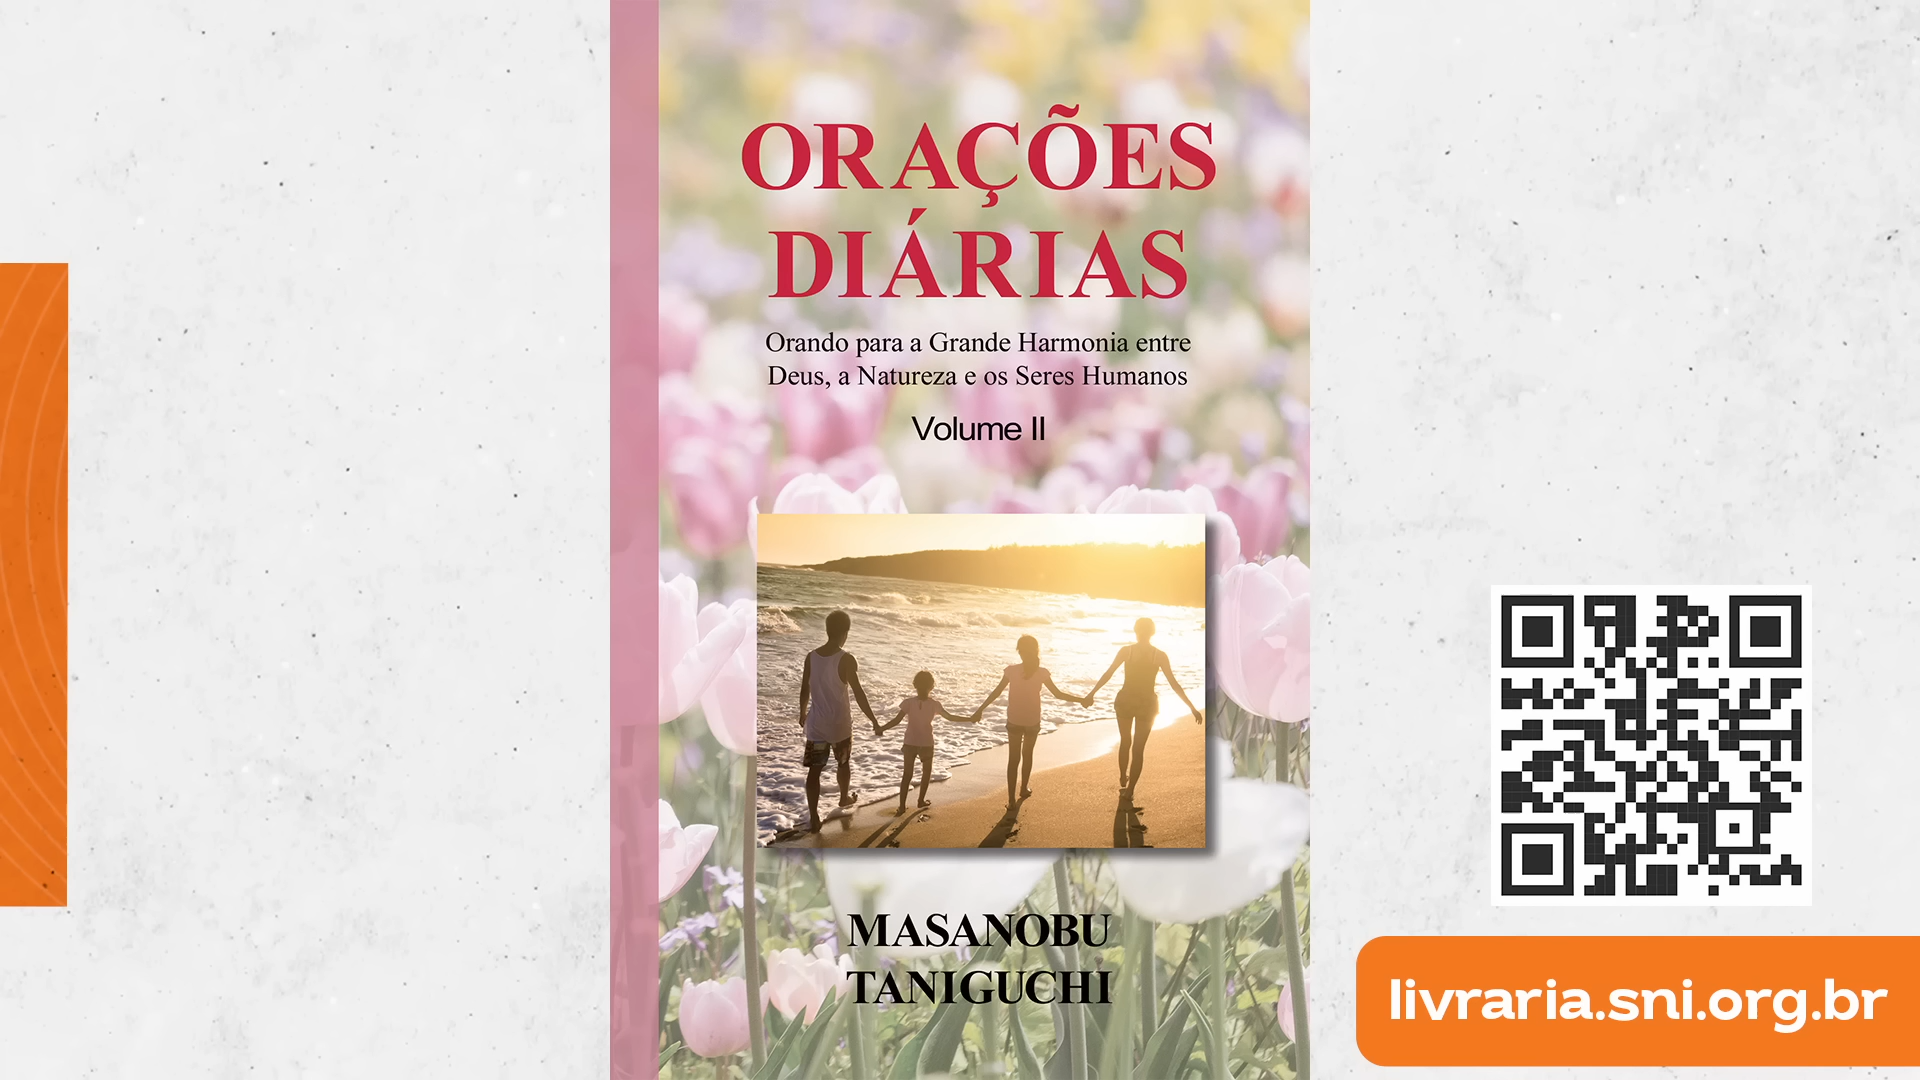 ORAÇÕES
DIÁRIAS
Orando para a Grande Harmonia entre
Deus, a Natureza e os Seres Humanos
Volume II
MASANOBU
TANIGUCHI
livraria.sni.org.br